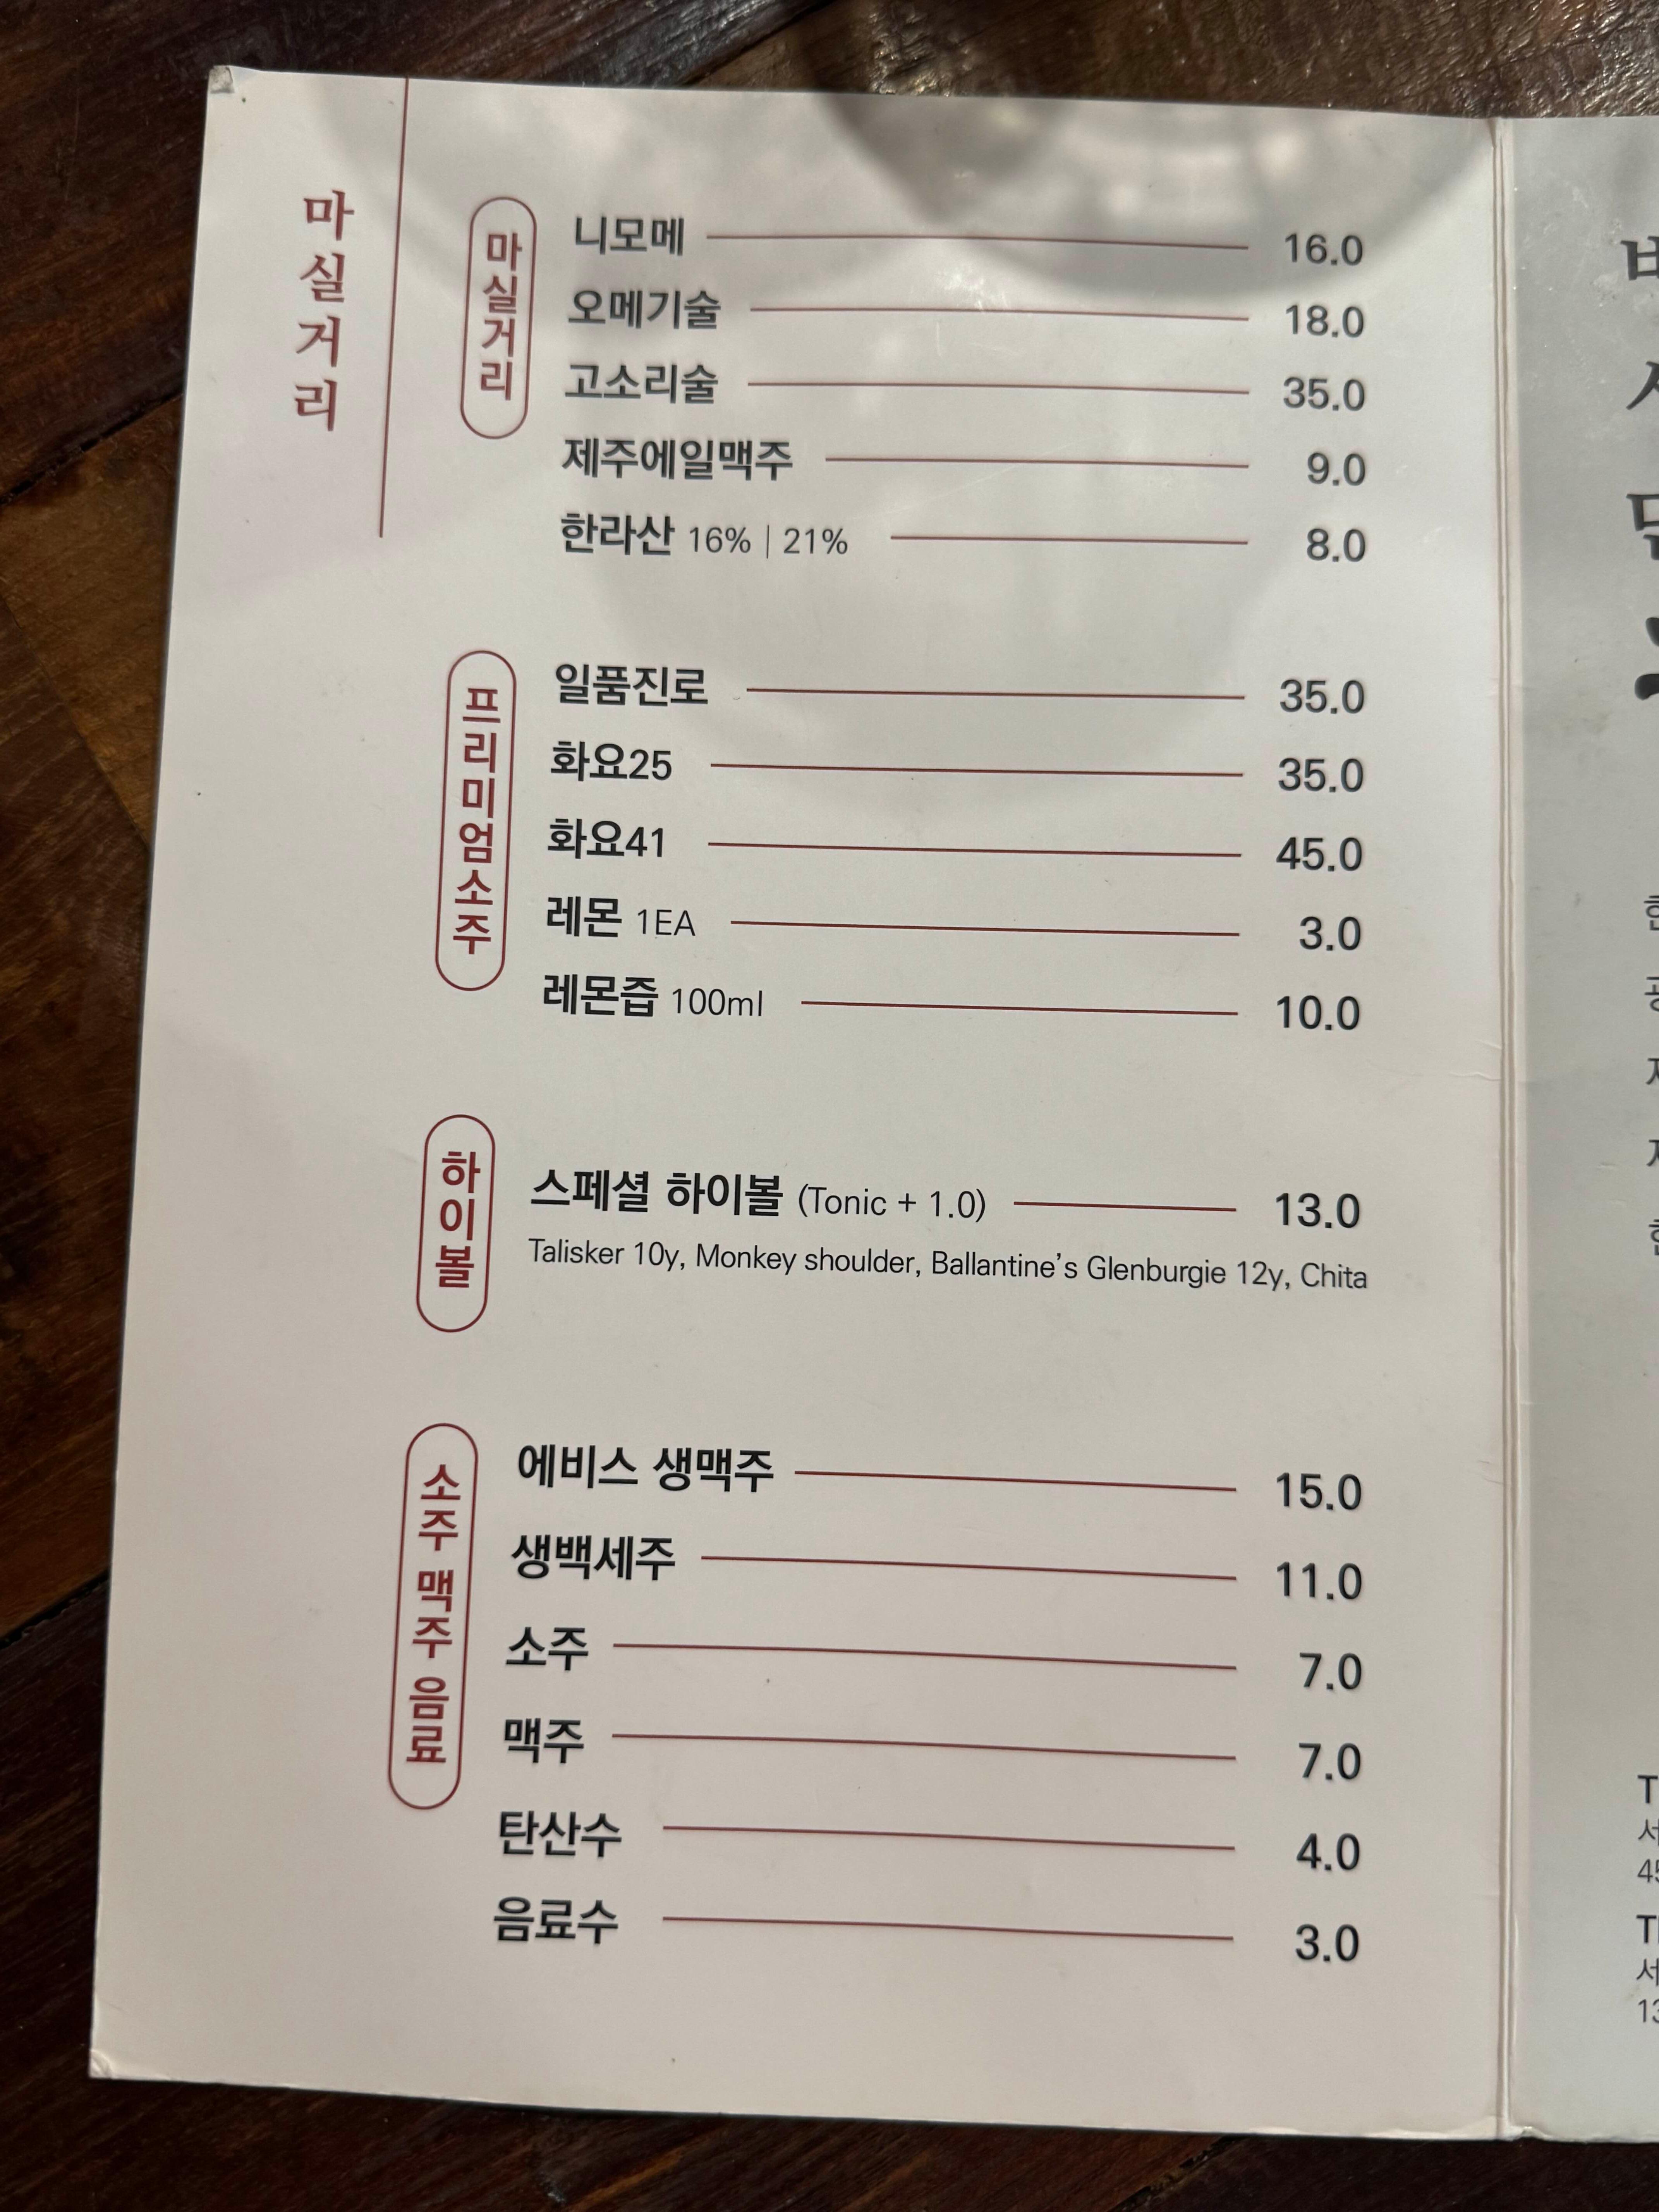 마실거리
마실거리
니모메 16.0
오메기술 18.0
고소리술 35.0
제주에일맥주 9.0
한라산 16% | 21% 8.0
프리미엄소주
일품진로 35.0
화요25 35.0
화요41 45.0
레몬 1EA 3.0
레몬즙 100ml 10.0
하이볼
스페셜 하이볼 (Tonic + 1.0) 13.0
Talisker 10y, Monkey shoulder, Ballantine's Glenburgie 12y, Chita
소주 맥주 음료
에비스 생맥주 15.0
생백세주 11.0
소주 7.0
맥주 7.0
탄산수 4.0
음료수 3.0